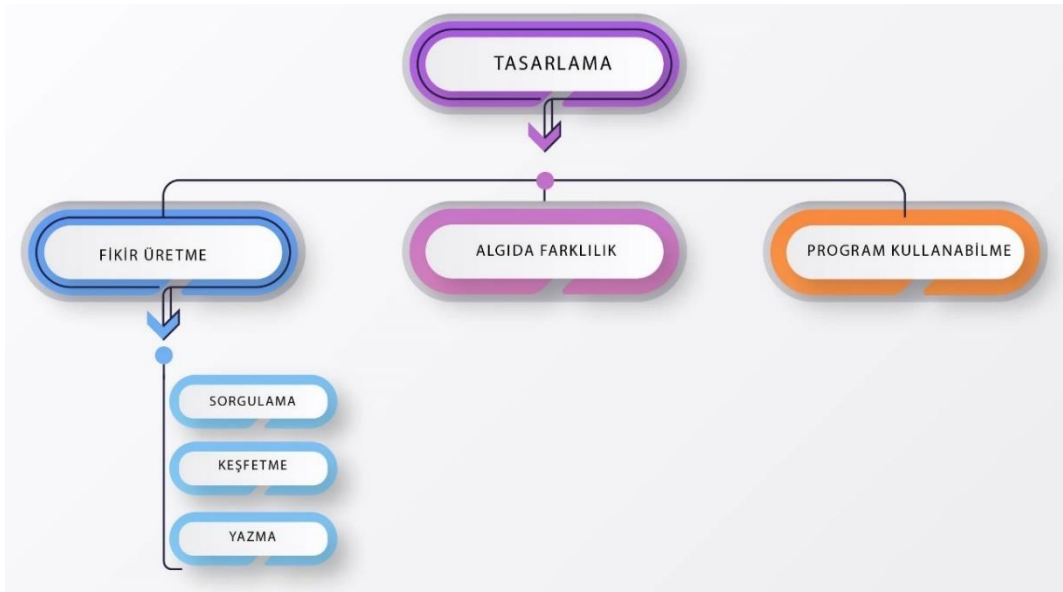 TASARLAMA
FİKİR ÜRETME
ALGIDA FARKLILIK
PROGRAM KULLANABİLME
SORGULAMA
KEŞFETME
YAZMA